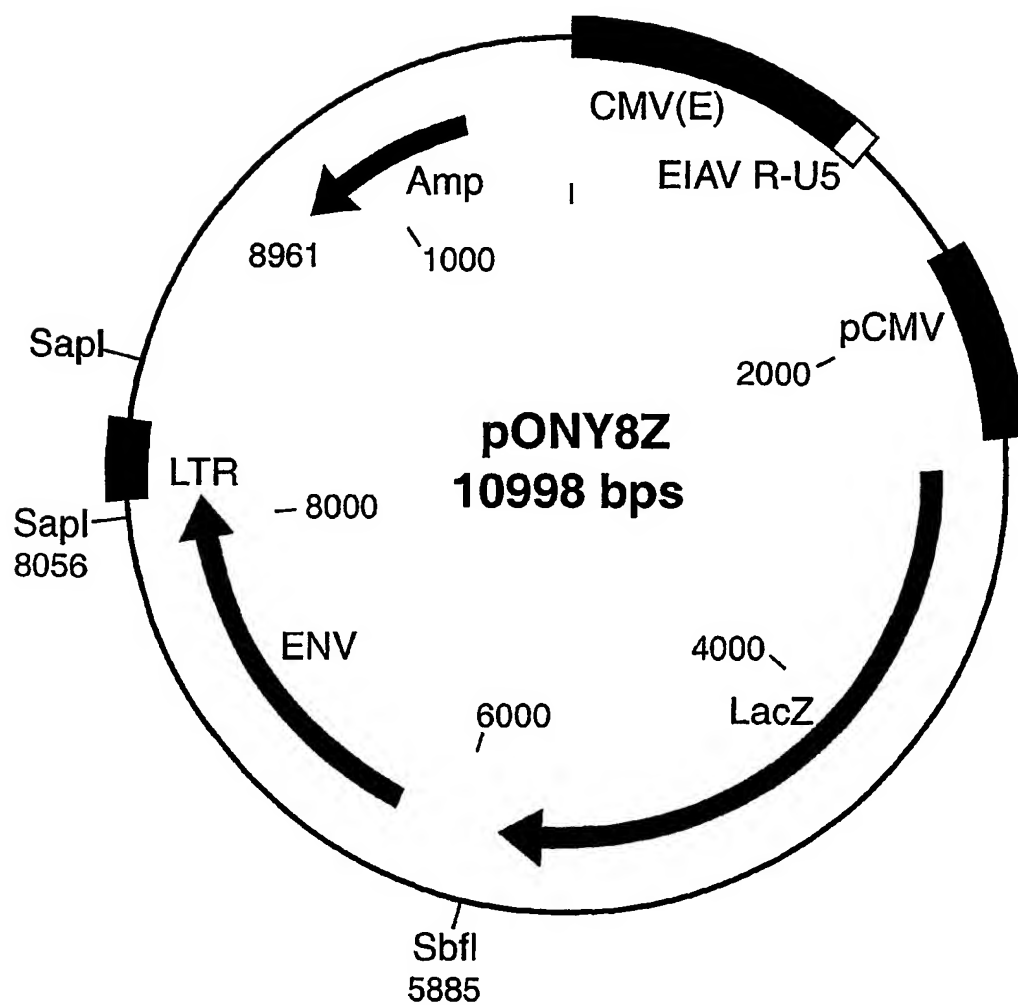 CMV(E)
EIAV R-U5
Amp
I
8961
1000
SapI
pCMV
2000
pONY8Z
10998 bps
LTR
8000
SapI
8056
ENV
4000
LacZ
6000
SbfI
5885